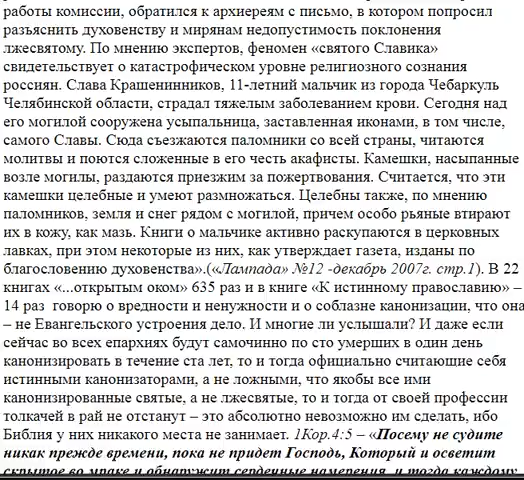 работы комиссии, обратился к архиереям с письмо, в котором попросил
разъяснить духовенству и мирянам недопустимость поклонения
лжесвятому. По мнению экспертов, феномен «святого Славика»
свидетельствует о катастрофическом уровне религиозного сознания
россиян. Слава Крашенинников, 11-летний мальчик из города Чебаркуль
Челябинской области, страдал тяжелым заболеванием крови. Сегодня над
его могилой сооружена усыпальница, заставленная иконами, в том числе,
самого Славы. Сюда съезжаются паломники со всей страны, читаются
молитвы и поются сложенные в его честь акафисты. Камешки, насыпанные
возле могилы, раздаются приезжим за пожертвования. Считается, что эти
камешки целебные и умеют размножаться. Целебны также, по мнению
паломников, земля и снег рядом с могилой, причем особо рьяные втирают
их в кожу, как мазь. Книги о мальчике активно раскупаются в церковных
лавках, при этом некоторые из них, как утверждает газета, изданы по
благословению духовенства».(«Лампада» №12 -декабрь 2007г. стр.1). В 22
книгах «...открытым оком» 635 раз и в книге «К истинному православию» –
14 раз говорю о вредности и ненужности и о соблазне канонизации, что она
– не Евангельского устроения дело. И многие ли услышали? И даже если
сейчас во всех епархиях будут самочинно по сто умерших в один день
канонизировать в течение ста лет, то и тогда официально считающие себя
истинными канонизаторами, а не ложными, что якобы все ими
канонизированные святые, а не лжесвятые, то и тогда от своей профессии
толкачей в рай не отстанут – это абсолютно невозможно им сделать, ибо
Библия у них никакого места не занимает. 1Кор.4:5 – «Посему не судите
никак прежде времени, пока не придет Господь, Который и осветит
скрытое во мраке и обнаружит сердечные намерения, и тогда каждому